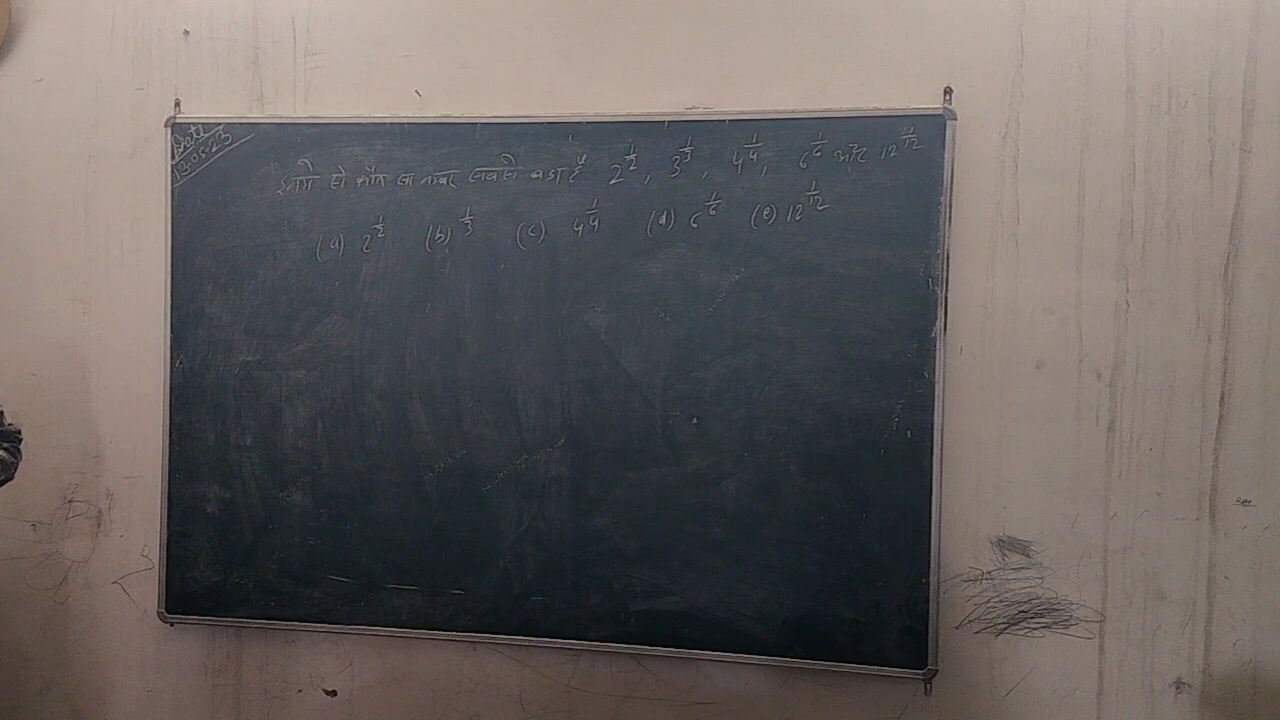 Date
13.05.23
इनमें से कौन सा नम्बर सबसे बडा है 2^{1/2}, 3^{1/3}, 4^{1/4}, 6^{1/6} और 12^{1/12}
(a) 2^{1/2} (b) ^{1/3} (c) 4^{1/4} (d) 6^{1/6} (e) 12^{1/12}